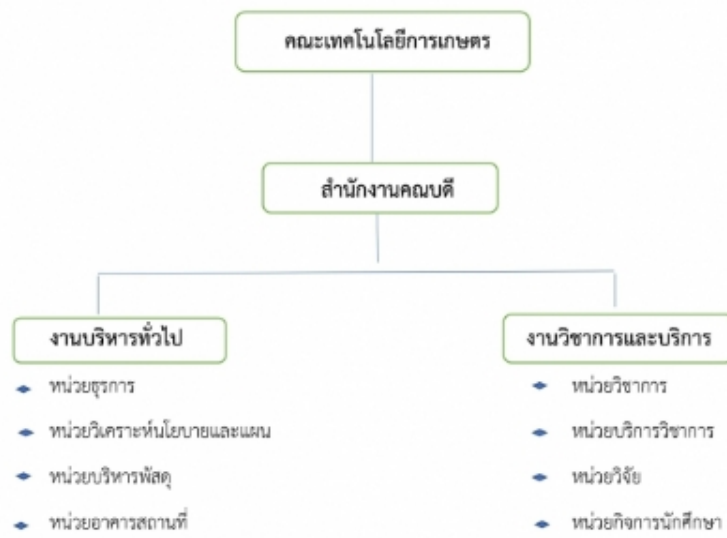 คณะเทคโนโลยีการเกษตร
สำนักงานคณบดี
งานบริหารทั่วไป
หน่วยธุรการ
หน่วยวิเคราะห์นโยบายและแผน
หน่วยบริหารพัสดุ
หน่วยอาคารสถานที่
งานวิชาการและบริการ
หน่วยวิชาการ
หน่วยบริการวิชาการ
หน่วยวิจัย
หน่วยกิจการนักศึกษา